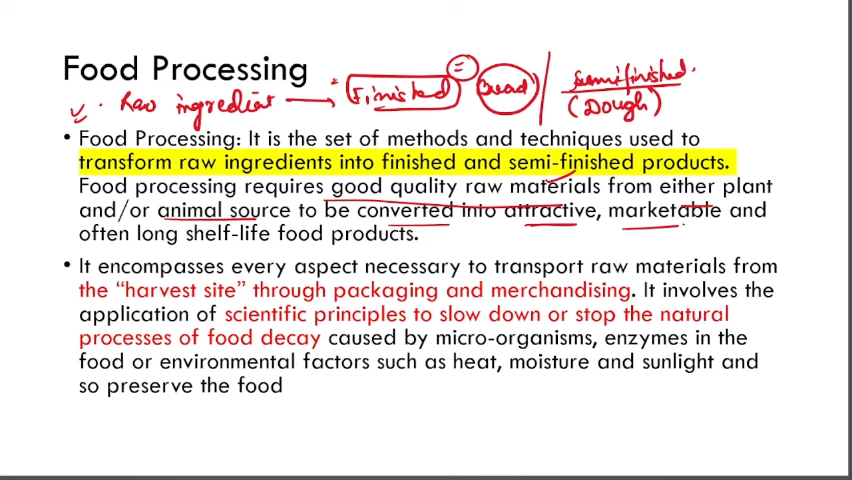 Food Processing
Raw ingredient → Finished = Bread / Semifinished (Dough)
• Food Processing: It is the set of methods and techniques used to
transform raw ingredients into finished and semi-finished products.
Food processing requires good quality raw materials from either plant
and/or animal source to be converted into attractive, marketable and
often long shelf-life food products.
• It encompasses every aspect necessary to transport raw materials from
the “harvest site” through packaging and merchandising. It involves the
application of scientific principles to slow down or stop the natural
processes of food decay caused by micro-organisms, enzymes in the
food or environmental factors such as heat, moisture and sunlight and
so preserve the food